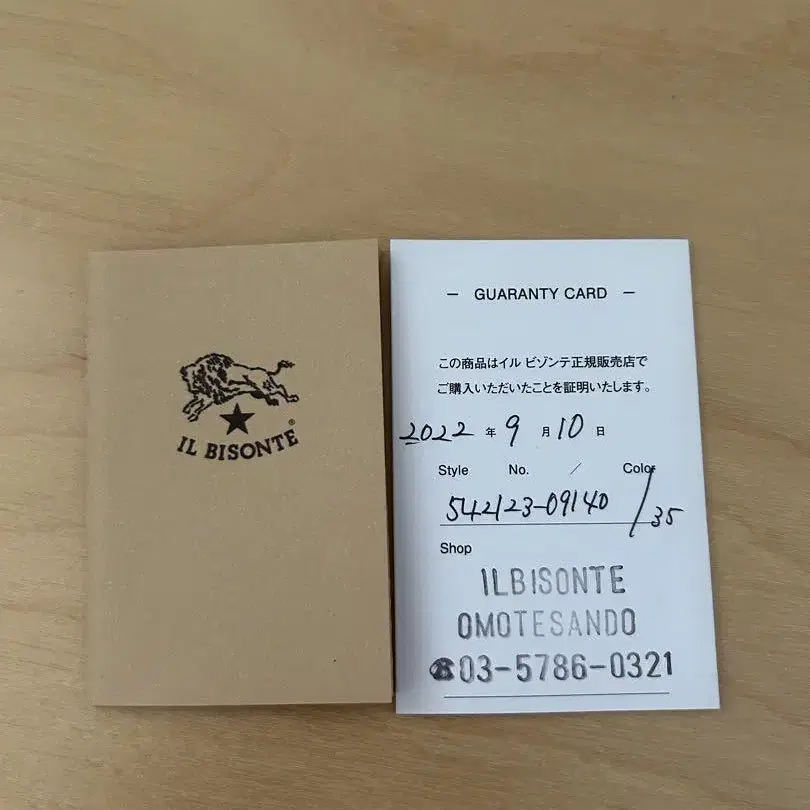 IL BISONTE®
— GUARANTY CARD —
この商品はイル ビゾンテ正規販売店で
ご購入いただいたことを証明いたします。
2022 年 9 月 10 日
Style No. / Color
542123-09140 / 35
Shop
ILBISONTE
OMOTESANDO
☎03-5786-0321